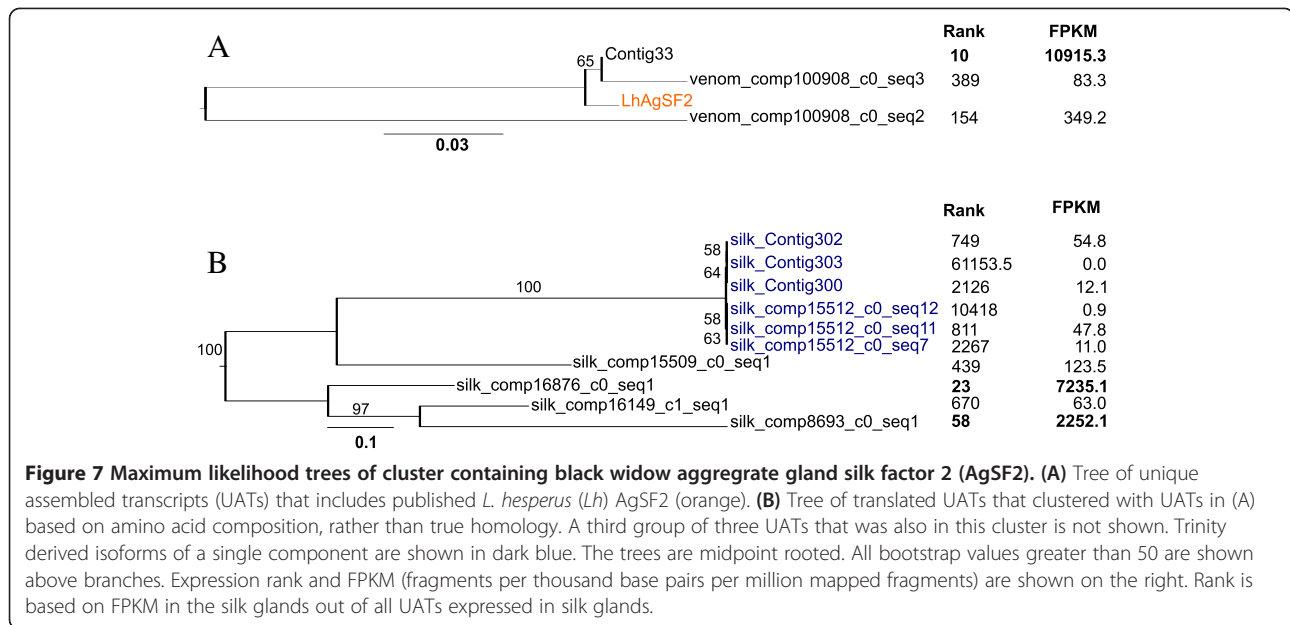 Rank FPKM
A
Contig33 10 10915.3
65
venom_comp100908_c0_seq3 389 83.3
LhAgSF2
venom_comp100908_c0_seq2 154 349.2
0.03
Rank FPKM
B
silk_Contig302 749 54.8
58
silk_Contig303 61153.5 0.0
64
silk_Contig300 2126 12.1
100
silk_comp15512_c0_seq12 10418 0.9
58
silk_comp15512_c0_seq11 811 47.8
63
silk_comp15512_c0_seq7 2267 11.0
100
silk_comp15509_c0_seq1 439 123.5
silk_comp16876_c0_seq1 23 7235.1
97
silk_comp16149_c1_seq1 670 63.0
silk_comp8693_c0_seq1 58 2252.1
0.1
Figure 7 Maximum likelihood trees of cluster containing black widow aggregrate gland silk factor 2 (AgSF2). (A) Tree of unique
assembled transcripts (UATs) that includes published L. hesperus (Lh) AgSF2 (orange). (B) Tree of translated UATs that clustered with UATs in (A)
based on amino acid composition, rather than true homology. A third group of three UATs that was also in this cluster is not shown. Trinity
derived isoforms of a single component are shown in dark blue. The trees are midpoint rooted. All bootstrap values greater than 50 are shown
above branches. Expression rank and FPKM (fragments per thousand base pairs per million mapped fragments) are shown on the right. Rank is
based on FPKM in the silk glands out of all UATs expressed in silk glands.